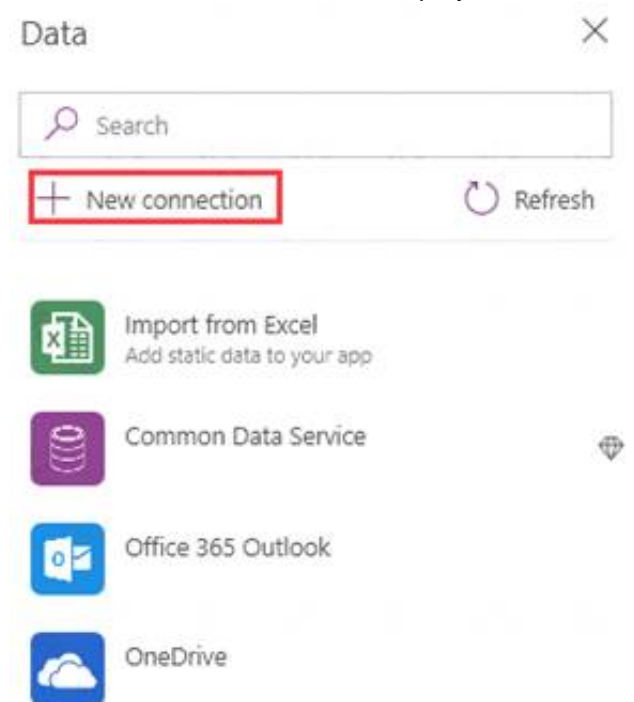 Data
Search
New connection
Refresh
Import from Excel
Add static data to your app
Common Data Service
Office 365 Outlook
OneDrive